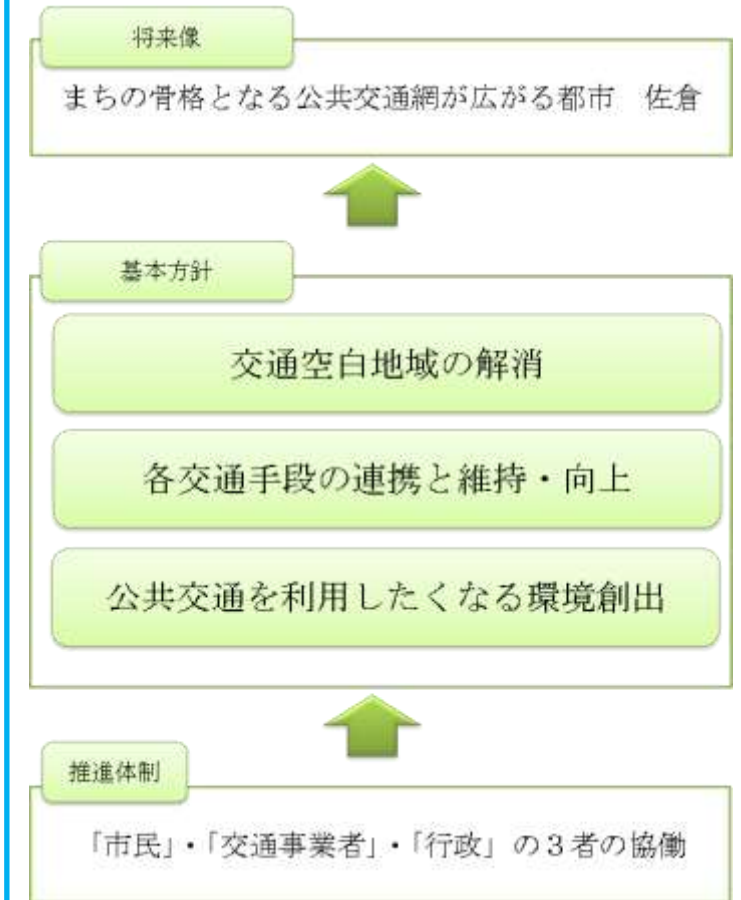 将来像
まちの骨格となる公共交通網が広がる都市　佐倉
基本方針
交通空白地域の解消
各交通手段の連携と維持・向上
公共交通を利用したくなる環境創出
推進体制
「市民」・「交通事業者」・「行政」の３者の協働